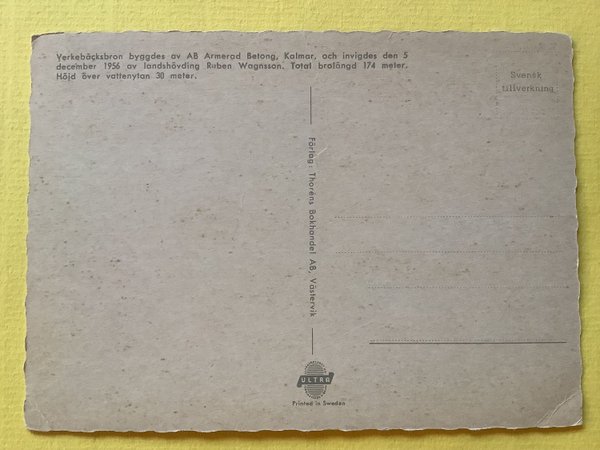 Verkebäcksbron byggdes av AB Armerad Betong, Kalmar, och invigdes den 5
december 1956 av landshövding Ruben Wagnsson. Total brolängd 174 meter.
Höjd över vattenytan 30 meter.
Svensk
tillverkning
Förlag: Thoréns Bokhandel AB, Västervik
ULTRA
Printed in Sweden